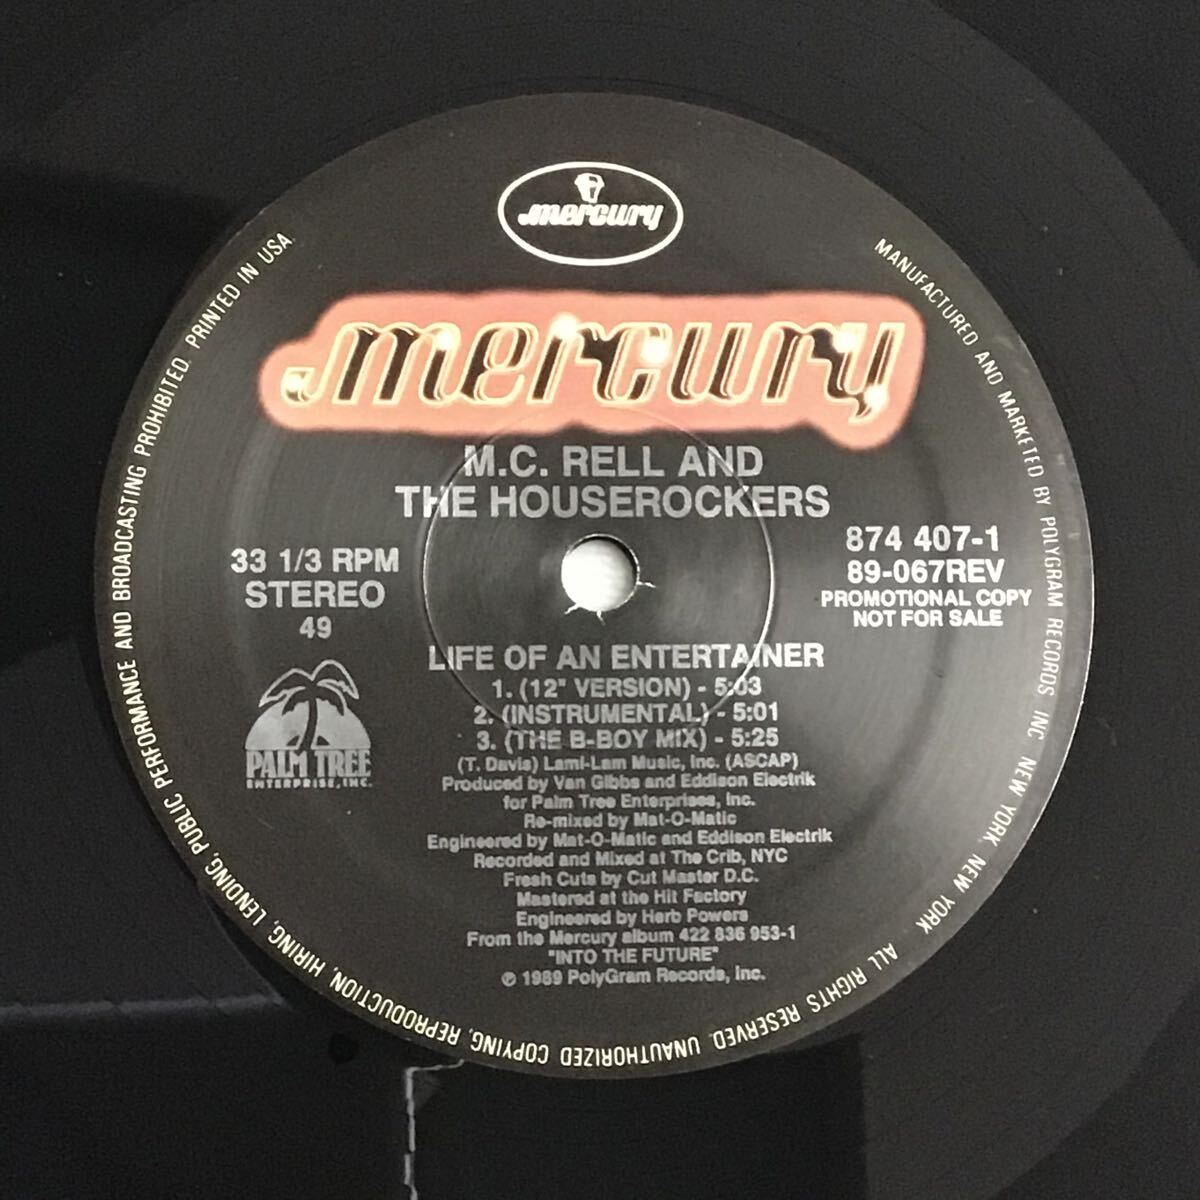 mercury
mercury
M.C. RELL AND
THE HOUSEROCKERS
33 1/3 RPM
STEREO
49
874 407-1
89-067REV
PROMOTIONAL COPY
NOT FOR SALE
PALM TREE
ENTERPRISE, INC.
LIFE OF AN ENTERTAINER
1. (12" VERSION) - 5:03
2. (INSTRUMENTAL) - 5:01
3. (THE B-BOY MIX) - 5:25
(T. Davis) Lami-Lam Music, Inc. (ASCAP)
Produced by Van Gibbs and Eddison Electrik
for Palm Tree Enterprises, Inc.
Re-mixed by Mat-O-Matic
Engineered by Mat-O-Matic and Eddison Electrik
Recorded and Mixed at The Crib, NYC
Fresh Cuts by Cut Master D.C.
Mastered at the Hit Factory
Engineered by Herb Powers
From the Mercury album 422 836 953-1
"INTO THE FUTURE"
℗ 1989 PolyGram Records, Inc.
MANUFACTURED AND MARKETED BY POLYGRAM RECORDS INC NEW YORK, NEW YORK. ALL RIGHTS RESERVED. UNAUTHORIZED COPYING, REPRODUCTION, HIRING, LENDING, PUBLIC PERFORMANCE AND BROADCASTING PROHIBITED. PRINTED IN USA.